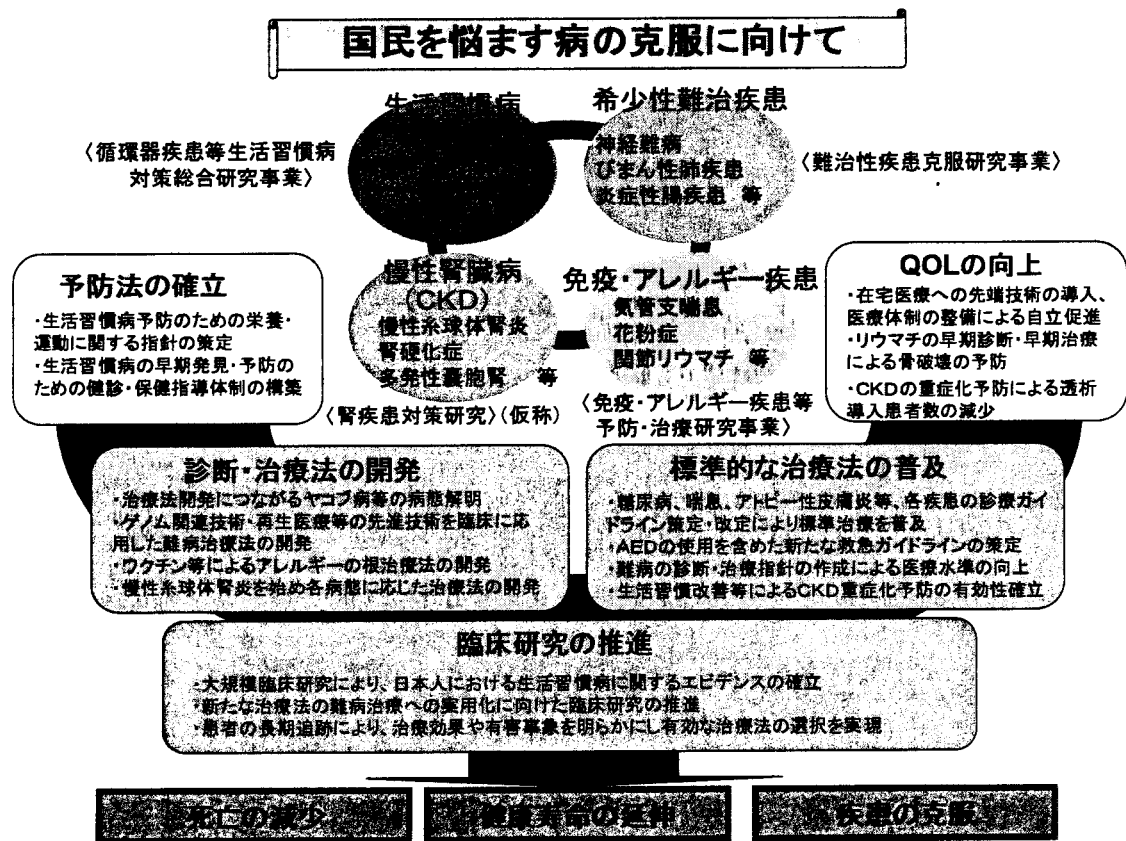 国民を悩ます病の克服に向けて
生活習慣病
希少性難治疾患
〈循環器疾患等生活習慣病
対策総合研究事業〉
神経難病
びまん性肺疾患
炎症性腸疾患 等
〈難治性疾患克服研究事業〉
慢性腎臓病
(CKD)
慢性糸球体腎炎
腎硬化症
多発性嚢胞腎 等
〈腎疾患対策研究〉(仮称)
免疫・アレルギー疾患
気管支喘息
花粉症
関節リウマチ 等
〈免疫・アレルギー疾患等
予防・治療研究事業〉
予防法の確立
・生活習慣病予防のための栄養・
運動に関する指針の策定
・生活習慣病の早期発見・予防の
ための健診・保健指導体制の構築
QOLの向上
・在宅医療への先端技術の導入、
医療体制の整備による自立促進
・リウマチの早期診断・早期治療
による骨破壊の予防
・CKDの重症化予防による透析
導入患者数の減少
診断・治療法の開発
・治療法開発につながるヤコブ病等の病態解明
・ゲノム関連技術・再生医療等の先進技術を臨床に応
用した難病治療法の開発
・ワクチン等によるアレルギーの根治療法の開発
・慢性糸球体腎炎を始め各病態に応じた治療法の開発
標準的な治療法の普及
・糖尿病、喘息、アトピー性皮膚炎等、各疾患の診療ガイ
ドライン策定・改定により標準治療を普及
・AEDの使用を含めた新たな救急ガイドラインの策定
・難病の診断・治療指針の作成による医療水準の向上
・生活習慣改善等によるCKD重症化予防の有効性確立
臨床研究の推進
・大規模臨床研究により、日本人における生活習慣病に関するエビデンスの確立
・新たな治療法の難病治療への実用化に向けた臨床研究の推進
・患者の長期追跡により、治療効果や有害事象を明らかにし有効な治療法の選択を実現
死亡の減少
健康寿命の延伸
疾患の克服